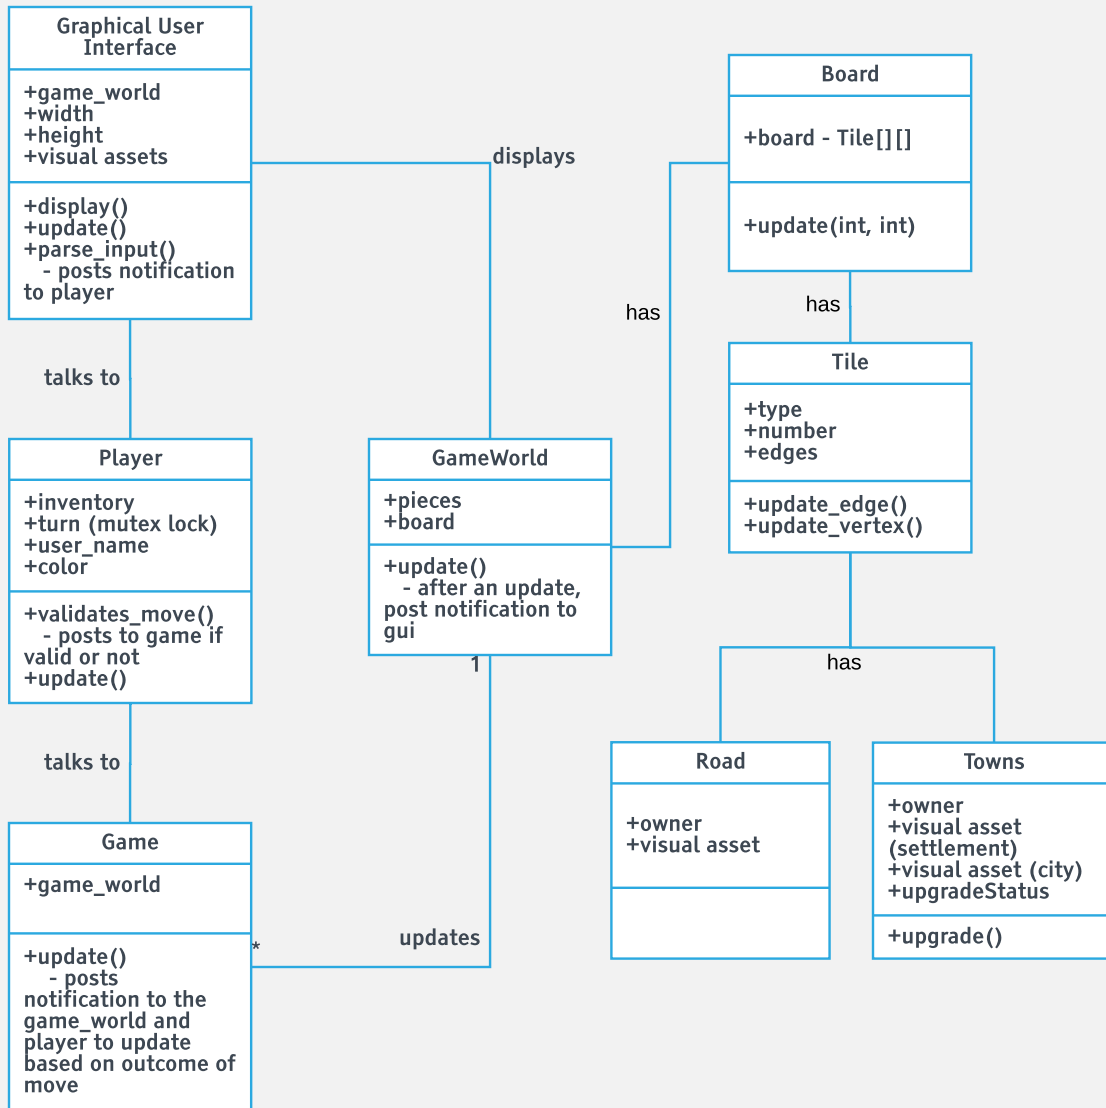 Graphical User
Interface
+game_world
+width
+height
+visual assets
+display()
+update()
+parse_input()
- posts notification
to player
displays
Board
+board - Tile[][]
+update(int, int)
has
has
talks to
Tile
+type
+number
+edges
+update_edge()
+update_vertex()
Player
+inventory
+turn (mutex lock)
+user_name
+color
+validates_move()
- posts to game if
valid or not
+update()
GameWorld
+pieces
+board
+update()
- after an update,
post notification to
gui
1
has
talks to
Road
+owner
+visual asset
Towns
+owner
+visual asset
(settlement)
+visual asset (city)
+upgradeStatus
+upgrade()
Game
+game_world
+update()
- posts
notification to the
game_world and
player to update
based on outcome of
move
*
updates